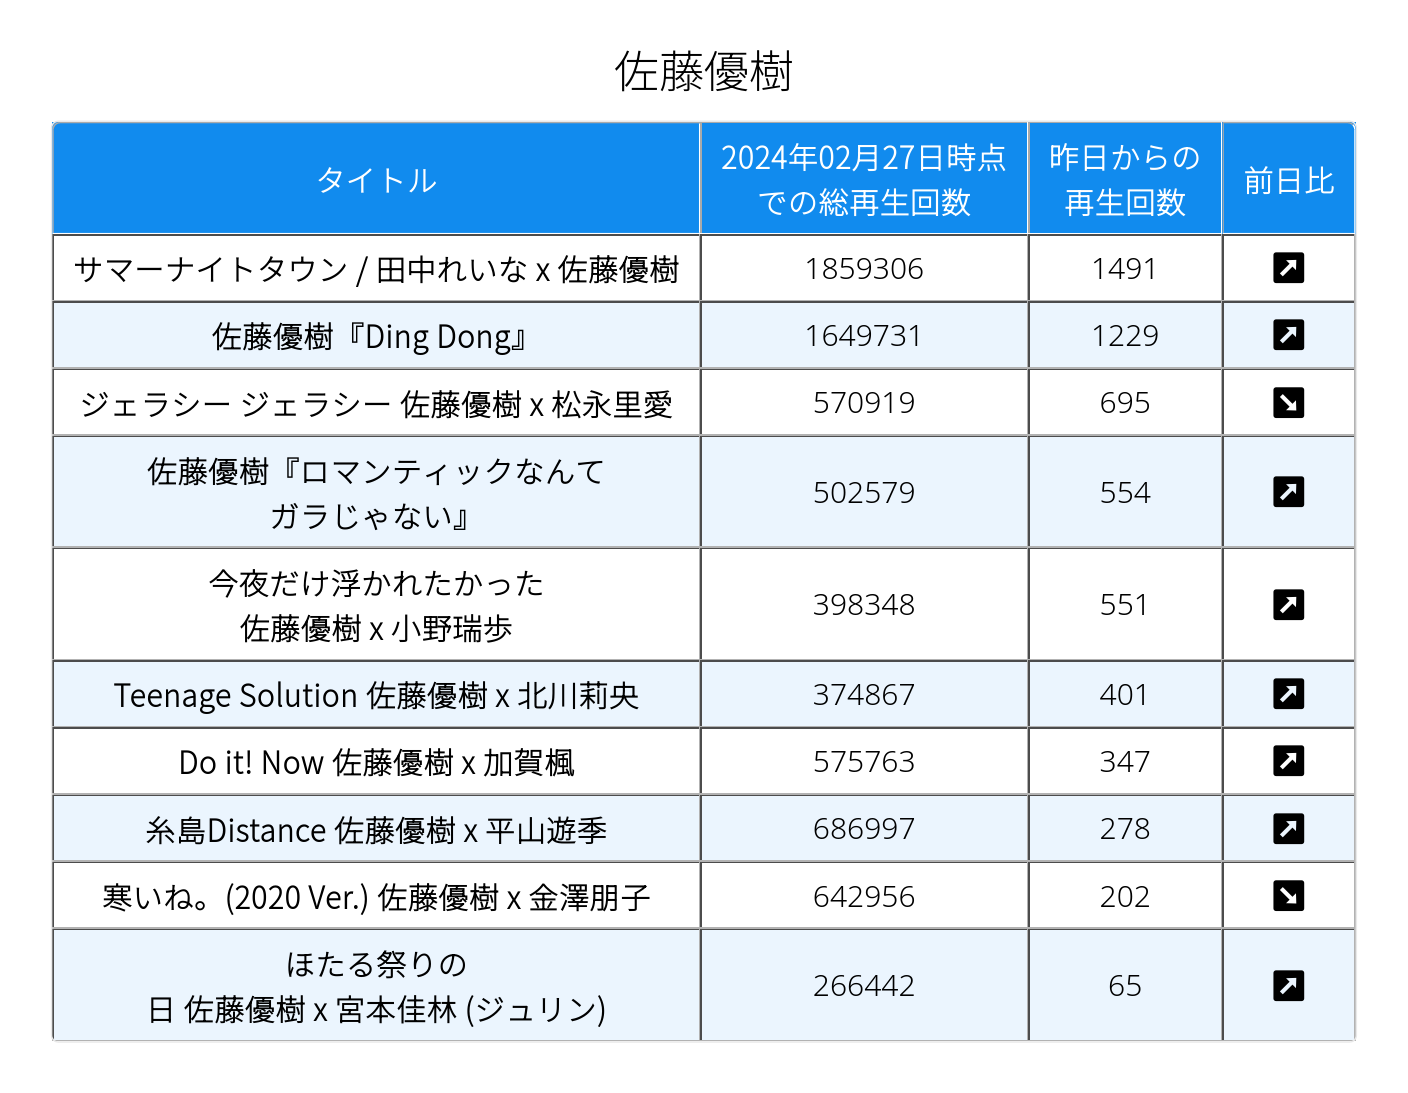 佐藤優樹
タイトル
2024年02月27日時点
での総再生回数
昨日からの
再生回数
前日比
サマーナイトタウン / 田中れいな x 佐藤優樹
1859306
1491
佐藤優樹『Ding Dong』
1649731
1229
ジェラシー ジェラシー 佐藤優樹 x 松永里愛
570919
695
佐藤優樹『ロマンティックなんて
ガラじゃない』
502579
554
今夜だけ浮かれたかった
佐藤優樹 x 小野瑞歩
398348
551
Teenage Solution 佐藤優樹 x 北川莉央
374867
401
Do it! Now 佐藤優樹 x 加賀楓
575763
347
糸島Distance 佐藤優樹 x 平山遊季
686997
278
寒いね。(2020 Ver.) 佐藤優樹 x 金澤朋子
642956
202
ほたる祭りの
日 佐藤優樹 x 宮本佳林 (ジュリン)
266442
65